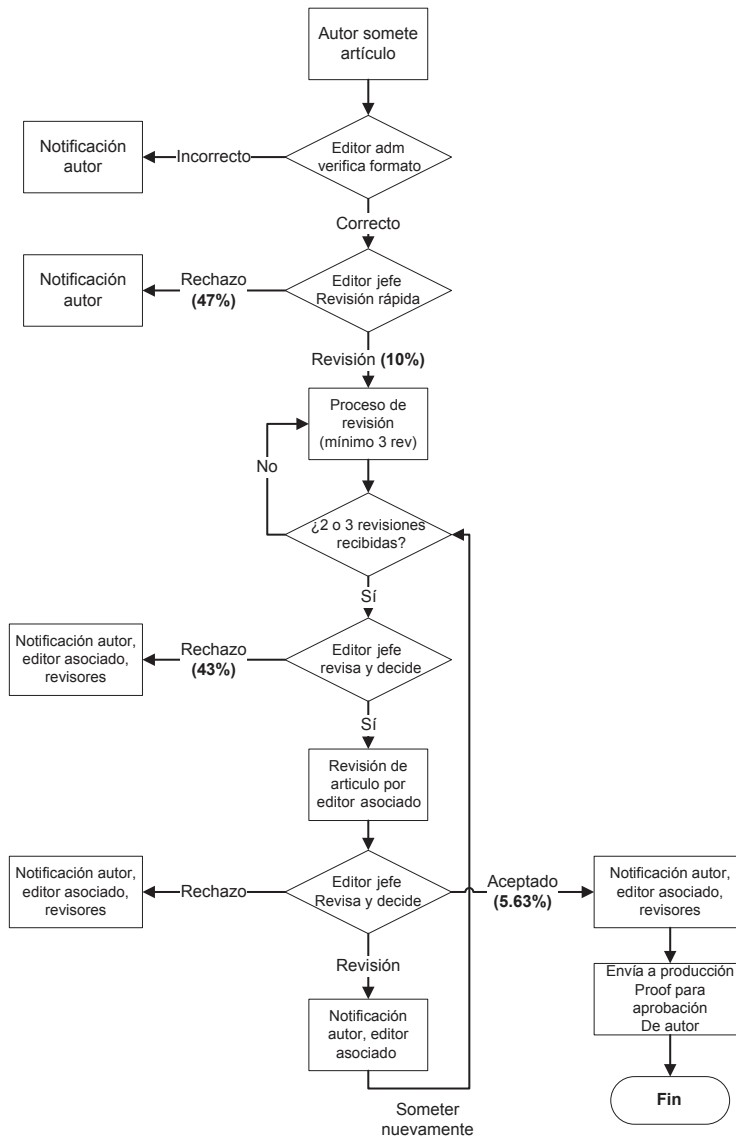 Autor somete
artículo
Editor adm
verifica formato
Incorrecto
Notificación
autor
Correcto
Editor jefe
Revisión rápida
Rechazo
(47%)
Notificación
autor
Revisión (10%)
Proceso de
revisión
(mínimo 3 rev)
No
¿2 o 3 revisiones
recibidas?
Sí
Editor jefe
revisa y decide
Rechazo
(43%)
Notificación autor,
editor asociado,
revisores
Sí
Revisión de
articulo por
editor asociado
Editor jefe
Revisa y decide
Rechazo
Notificación autor,
editor asociado,
revisores
Aceptado
(5.63%)
Notificación autor,
editor asociado,
revisores
Revisión
Notificación
autor, editor
asociado
Envía a producción
Proof para
aprobación
De autor
Fin
Someter
nuevamente